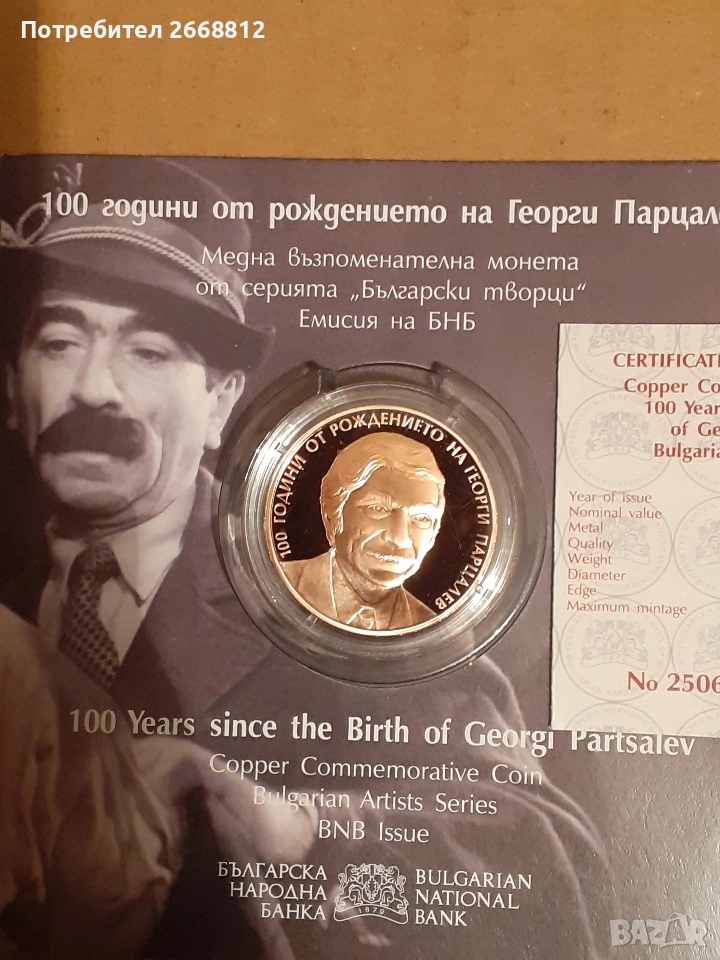 Потребител 2668812
100 години от рождението на Георги Парцал
Медна възпоменателна монета
от серията „Български творци“
Емисия на БНБ
100 ГОДИНИ ОТ РОЖДЕНИЕТО НА ГЕОРГИ ПАРЦАЛЕВ
CERTIFICAT
Copper Co
100 Year
of Ge
Bulgaria
Year of issue
Nominal value
Metal
Quality
Weight
Diameter
Edge
Maximum mintage
No 2506
100 Years since the Birth of Georgi Partsalev
Copper Commemorative Coin
Bulgarian Artists Series
BNB Issue
БЪЛГАРСКА
НАРОДНА
БАНКА
1879
BULGARIAN
NATIONAL
BANK
BAZAR